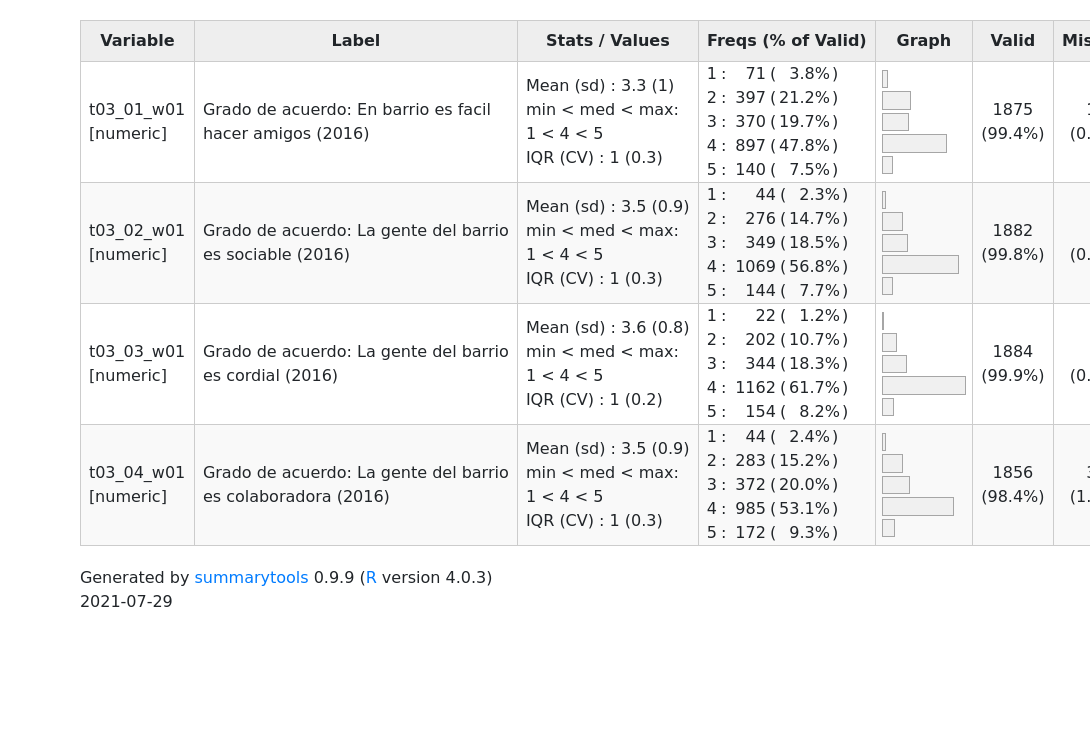 Variable Label Stats / Values Freqs (% of Valid) Graph Valid
t03_01_w01
[numeric]
Grado de acuerdo: En barrio es facil
hacer amigos (2016)
Mean (sd) : 3.3 (1)
min < med < max:
1 < 4 < 5
IQR (CV) : 1 (0.3)
1 : 71 ( 3.8% )
2 : 397 ( 21.2% )
3 : 370 ( 19.7% )
4 : 897 ( 47.8% )
5 : 140 ( 7.5% )
1875
(99.4%)
t03_02_w01
[numeric]
Grado de acuerdo: La gente del barrio
es sociable (2016)
Mean (sd) : 3.5 (0.9)
min < med < max:
1 < 4 < 5
IQR (CV) : 1 (0.3)
1 : 44 ( 2.3% )
2 : 276 ( 14.7% )
3 : 349 ( 18.5% )
4 : 1069 ( 56.8% )
5 : 144 ( 7.7% )
1882
(99.8%)
t03_03_w01
[numeric]
Grado de acuerdo: La gente del barrio
es cordial (2016)
Mean (sd) : 3.6 (0.8)
min < med < max:
1 < 4 < 5
IQR (CV) : 1 (0.2)
1 : 22 ( 1.2% )
2 : 202 ( 10.7% )
3 : 344 ( 18.3% )
4 : 1162 ( 61.7% )
5 : 154 ( 8.2% )
1884
(99.9%)
t03_04_w01
[numeric]
Grado de acuerdo: La gente del barrio
es colaboradora (2016)
Mean (sd) : 3.5 (0.9)
min < med < max:
1 < 4 < 5
IQR (CV) : 1 (0.3)
1 : 44 ( 2.4% )
2 : 283 ( 15.2% )
3 : 372 ( 20.0% )
4 : 985 ( 53.1% )
5 : 172 ( 9.3% )
1856
(98.4%)
Generated by summarytools 0.9.9 (R version 4.0.3)
2021-07-29